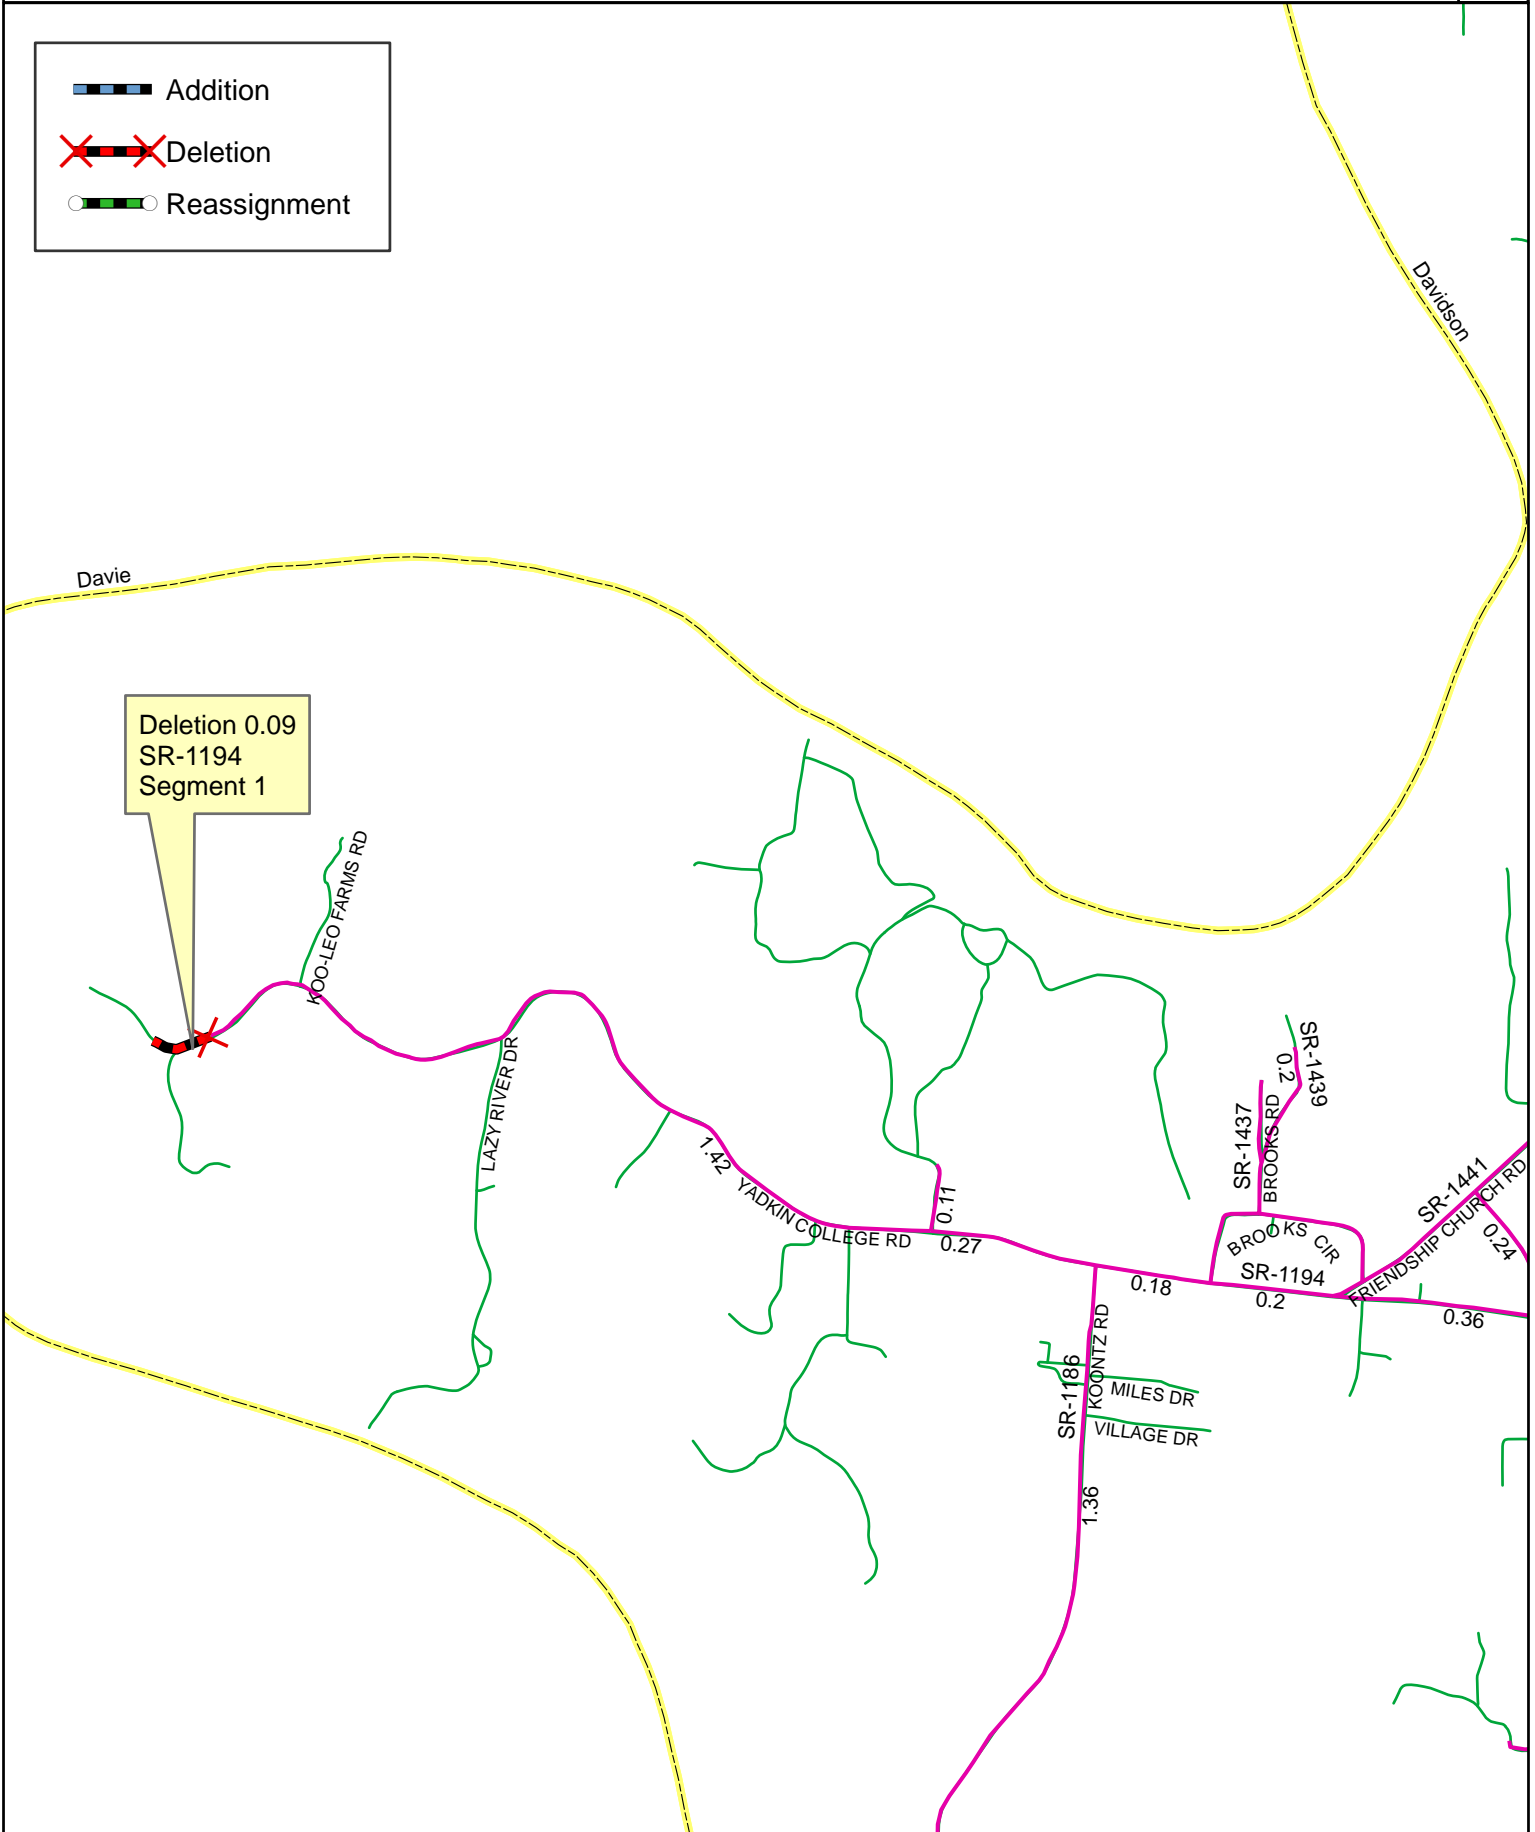 Addition
Deletion
Reassignment
Davidson
Davie
Deletion 0.09
SR-1194
Segment 1
KOO-LEO FARMS RD
LAZY RIVER DR
1.42
YADKIN COLLEGE RD
0.11
0.27
0.18
SR-1439
0.2
SR-1437
BROOKS RD
BROOKS CIR
SR-1194
0.2
SR-1441
FRIENDSHIP CHURCH RD
0.24
0.36
SR-1186
KOONTZ RD
MILES DR
VILLAGE DR
1.36